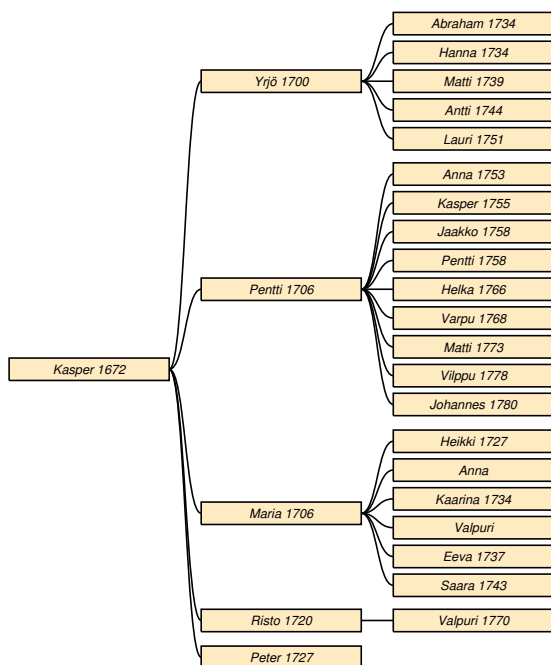 Kasper 1672
Yrjö 1700
Abraham 1734
Hanna 1734
Matti 1739
Antti 1744
Lauri 1751
Pentti 1706
Anna 1753
Kasper 1755
Jaakko 1758
Pentti 1758
Helka 1766
Varpu 1768
Matti 1773
Vilppu 1778
Johannes 1780
Maria 1706
Heikki 1727
Anna
Kaarina 1734
Valpuri
Eeva 1737
Saara 1743
Risto 1720
Valpuri 1770
Peter 1727